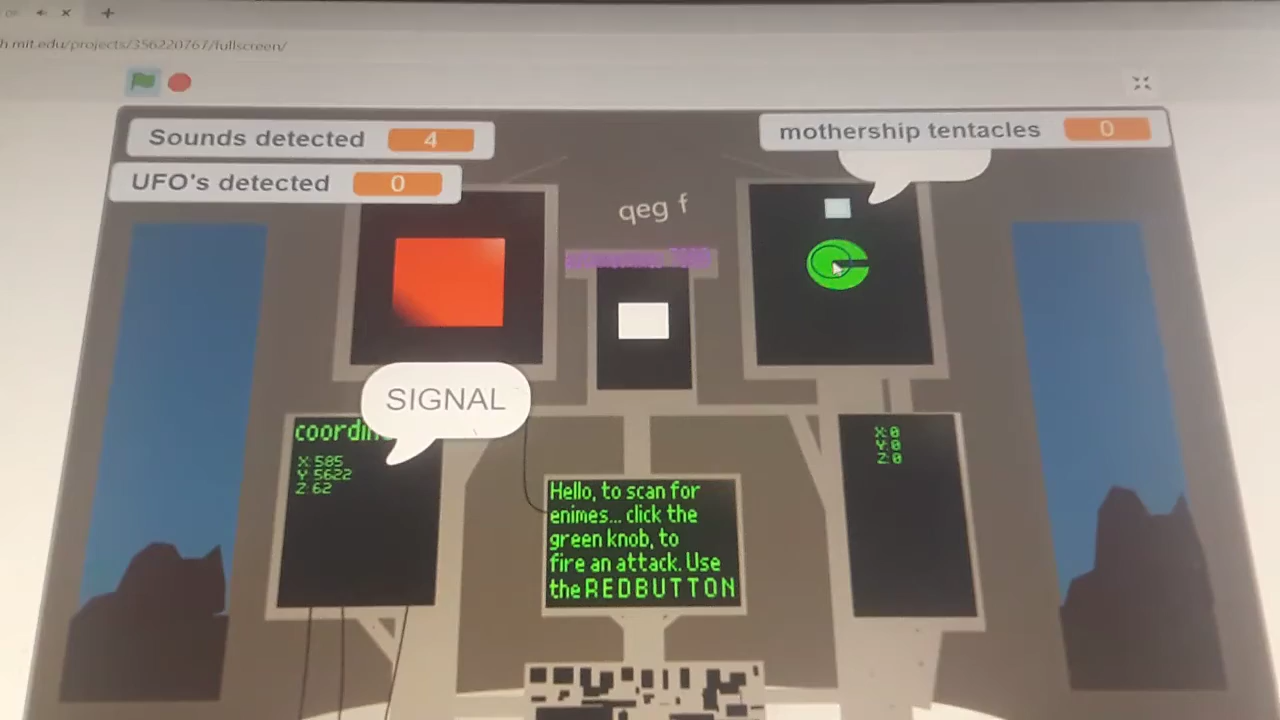 h.mit.edu/projects/356220767/fullscreen/
Sounds detected 4
mothership tentacles 0
UFO's detected 0
qeg f
SIGNAL
coordin
X: 585
Y 5622
Z: 62
X:0
Y:0
Z:0
Hello, to scan for
enimes... click the
green knob, to
fire an attack. Use
the REDBUTTON